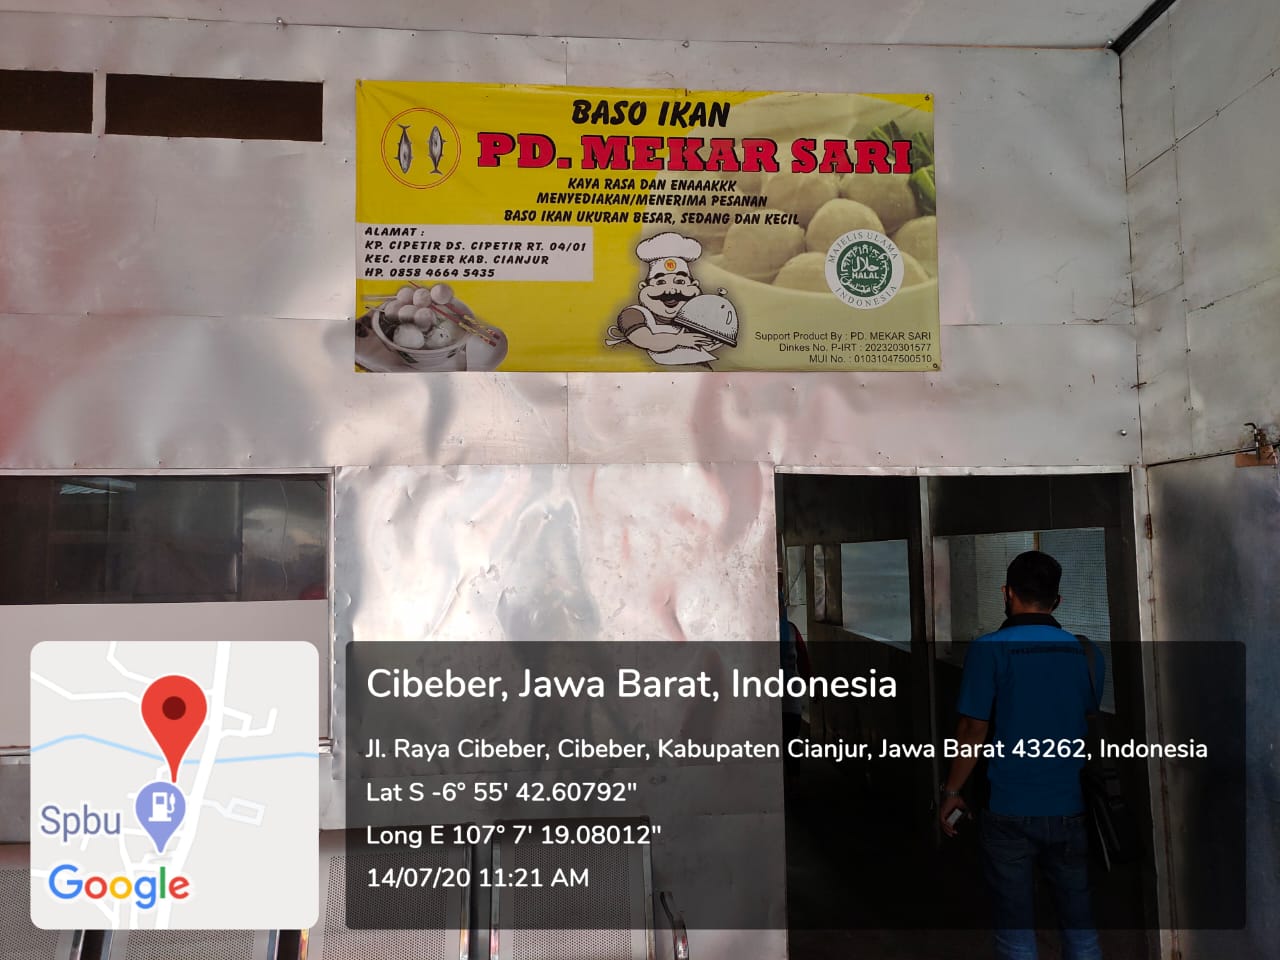 BASO IKAN
PD. MEKAR SARI
KAYA RASA DAN ENAAAKKK
MENYEDIAKAN/MENERIMA PESANAN
BASO IKAN UKURAN BESAR, SEDANG DAN KECIL
ALAMAT :
KP. CIPETIR DS. CIPETIR RT. 04/01
KEC. CIBEBER KAB. CIANJUR
HP. 0858 4664 5435
MAJELIS ULAMA
حلال
HALAL
INDONESIA
Support Product By : PD. MEKAR SARI
Dinkes No. P-IRT : 202320301577
MUI No. : 01031047500510
Spbu
Google
Cibeber, Jawa Barat, Indonesia
Jl. Raya Cibeber, Cibeber, Kabupaten Cianjur, Jawa Barat 43262, Indonesia
Lat S -6° 55' 42.60792"
Long E 107° 7' 19.08012"
14/07/20 11:21 AM